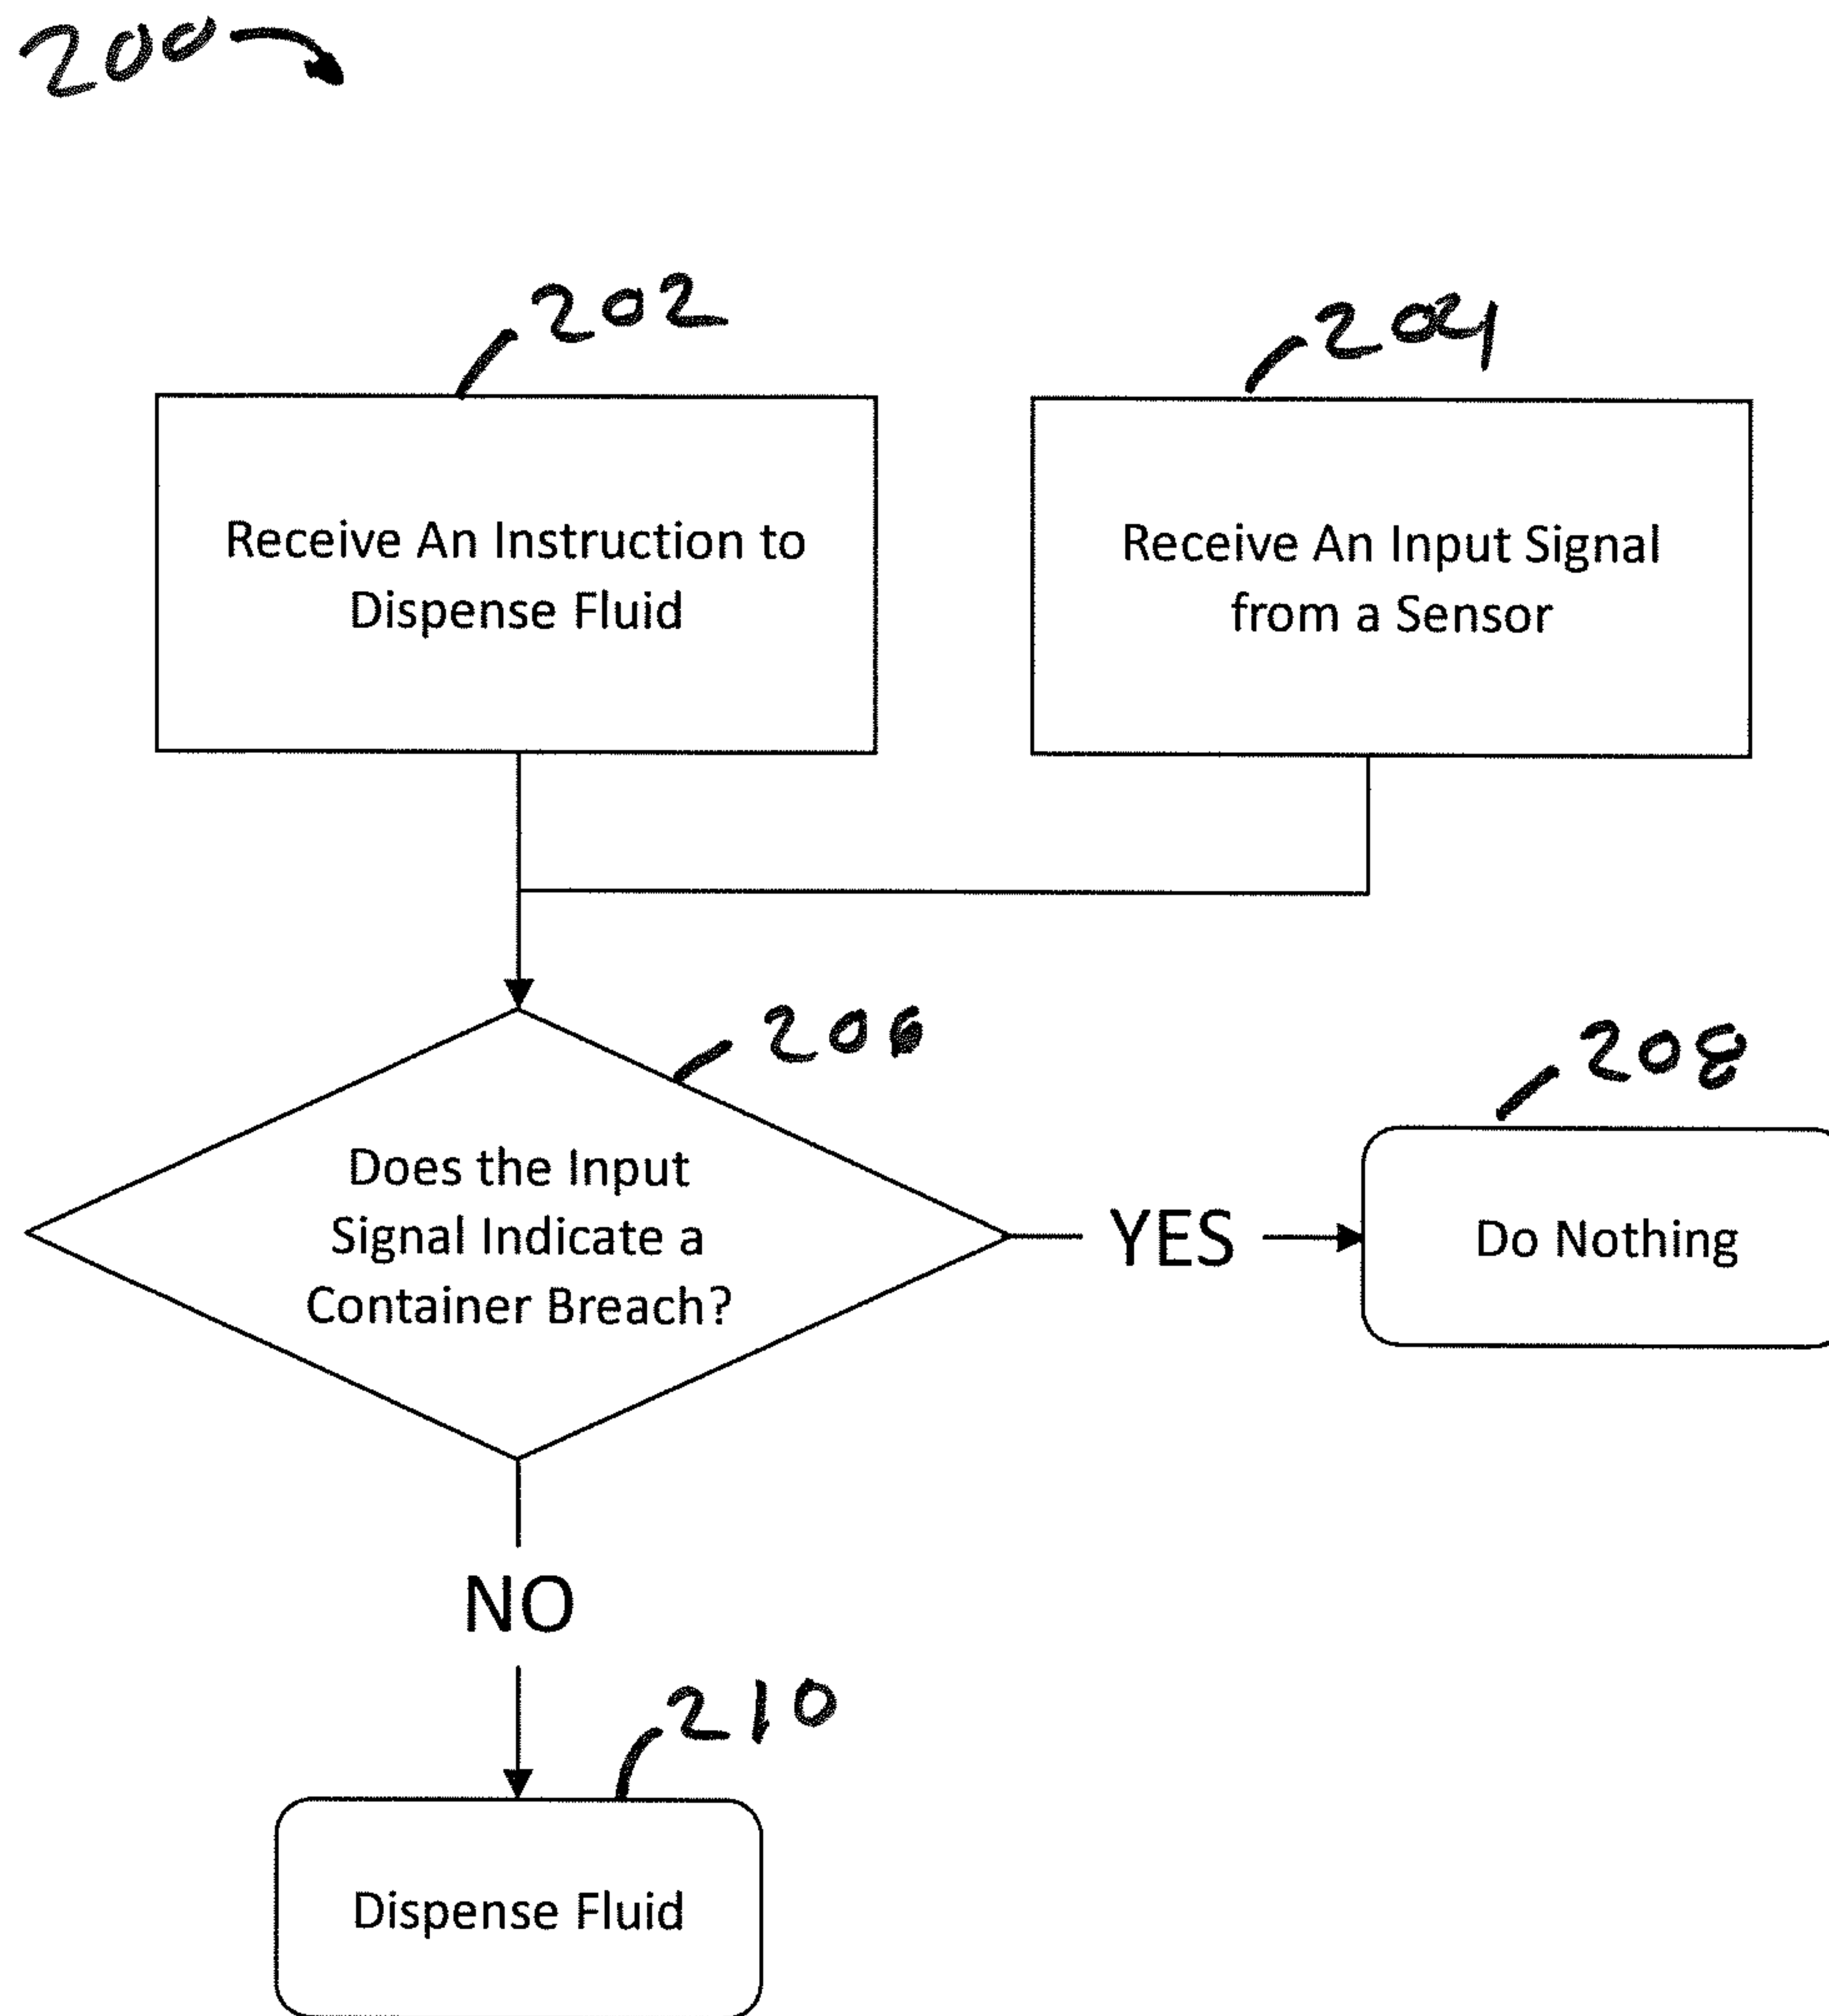 200
202
204
Receive An Instruction to
Dispense Fluid
Receive An Input Signal
from a Sensor
206
208
Does the Input
Signal Indicate a
Container Breach?
YES
Do Nothing
NO
210
Dispense Fluid